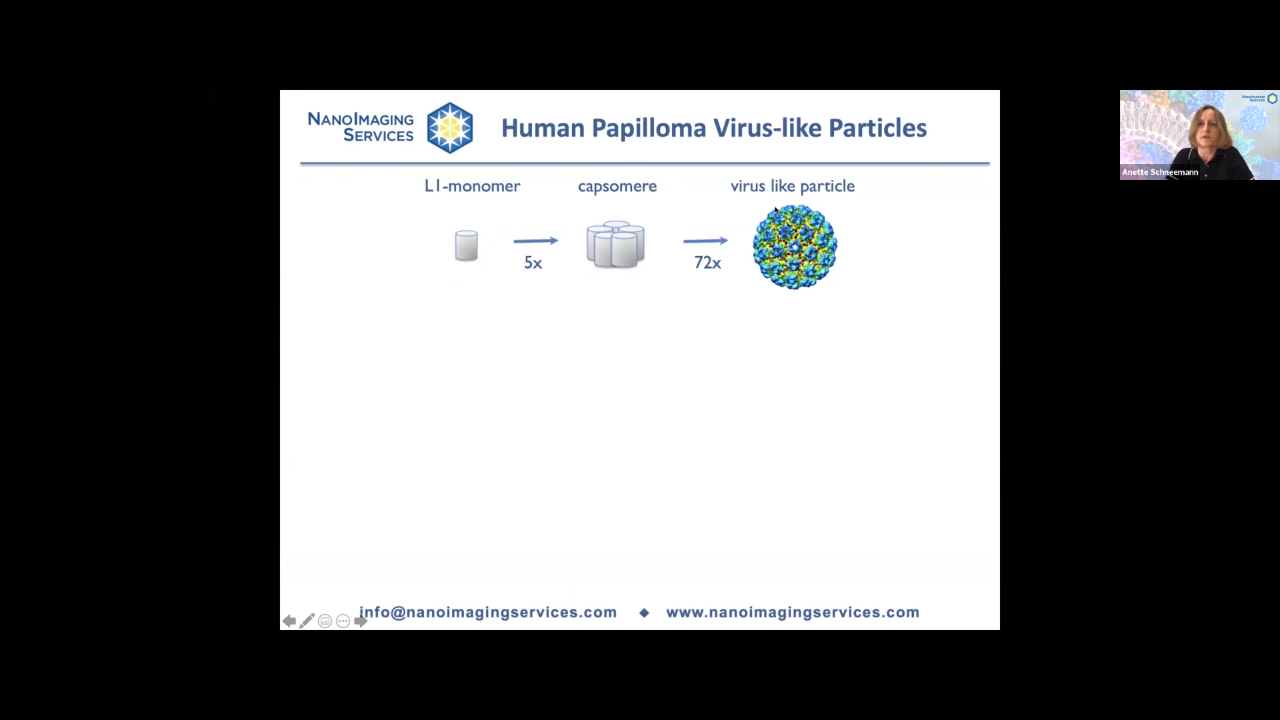 NANOIMAGING
SERVICES
Human Papilloma Virus-like Particles
L1-monomer
capsomere
virus like particle
5x
72x
info@nanoimagingservices.com ◆ www.nanoimagingservices.com
Anette Schneemann